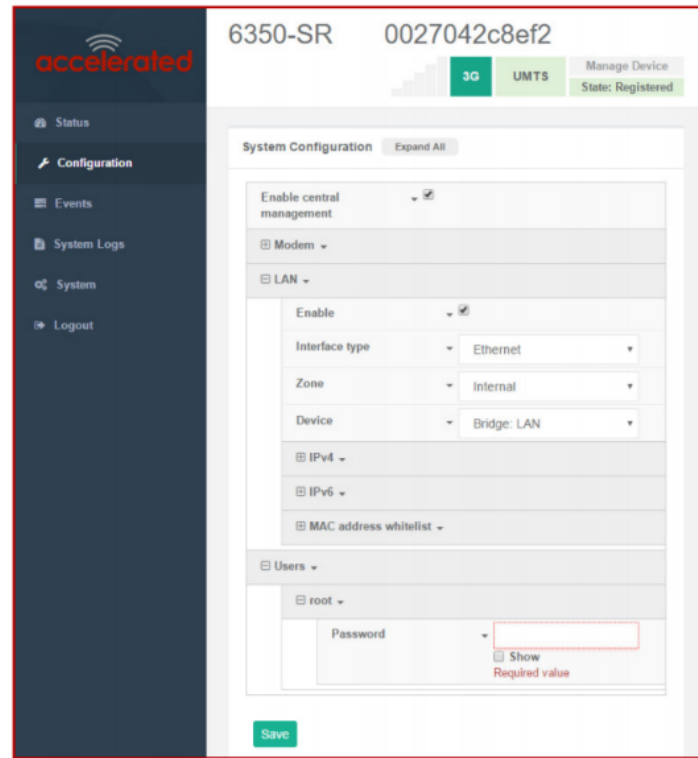 accelerated
6350-SR 0027042c8ef2
3G UMTS Manage Device
State: Registered
Status
Configuration
Events
System Logs
System
Logout
System Configuration Expand All
Enable central
management
Modem
LAN
Enable
Interface type Ethernet
Zone Internal
Device Bridge: LAN
IPv4
IPv6
MAC address whitelist
Users
root
Password
Show
Required value
Save